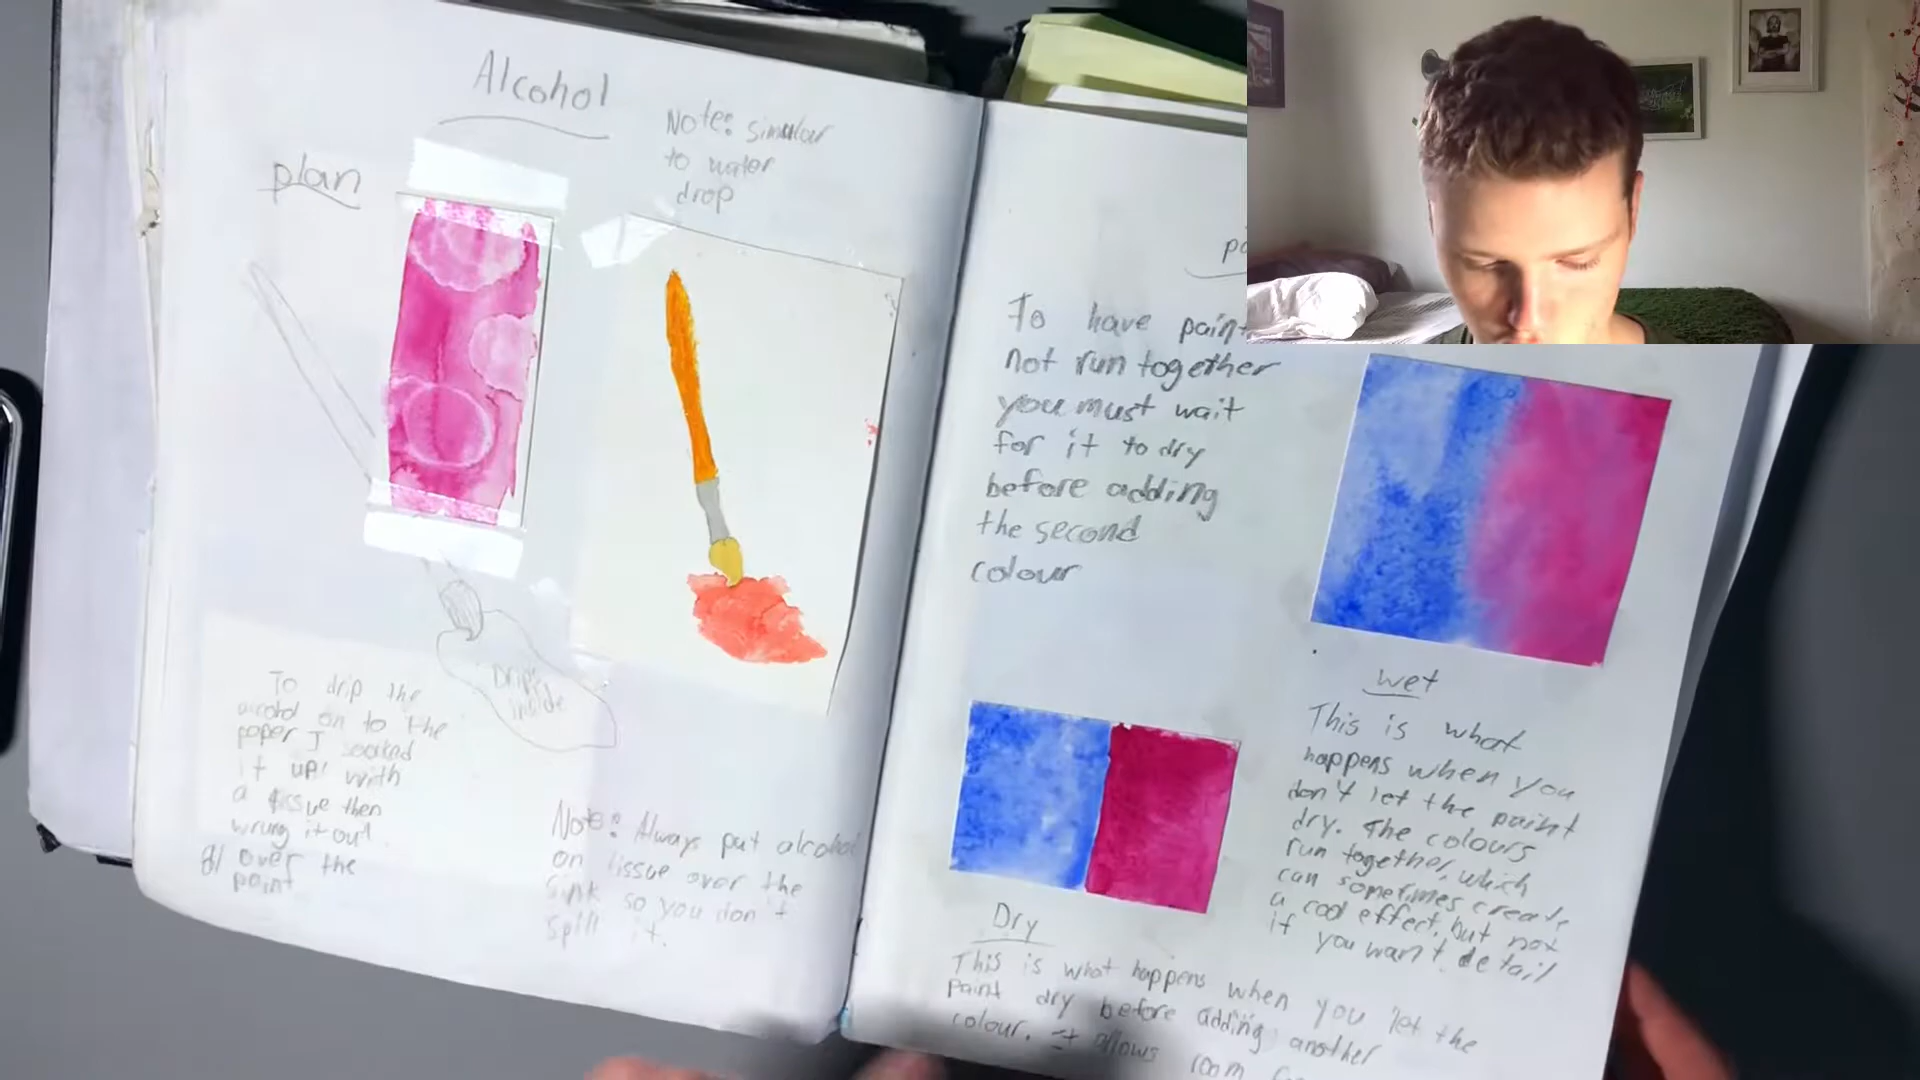 Alcohol
plan
Note: simular
to water
drop
Drips
inside
To drip the
alcohol on to the
paper I soaked
it up with
a tissue then
wrung it out
over the
paint
Note: Always put alcohol
on tissue over the
sink so you don't
spill it.
To have paint
not run together
you must wait
for it to dry
before adding
the second
colour
wet
This is what
happens when you
don't let the paint
dry. The colours
run together, which
can sometimes create
a cool effect, but not
if you want detail
Dry
This is what happens when you let the
paint dry before adding another
colour. It allows room